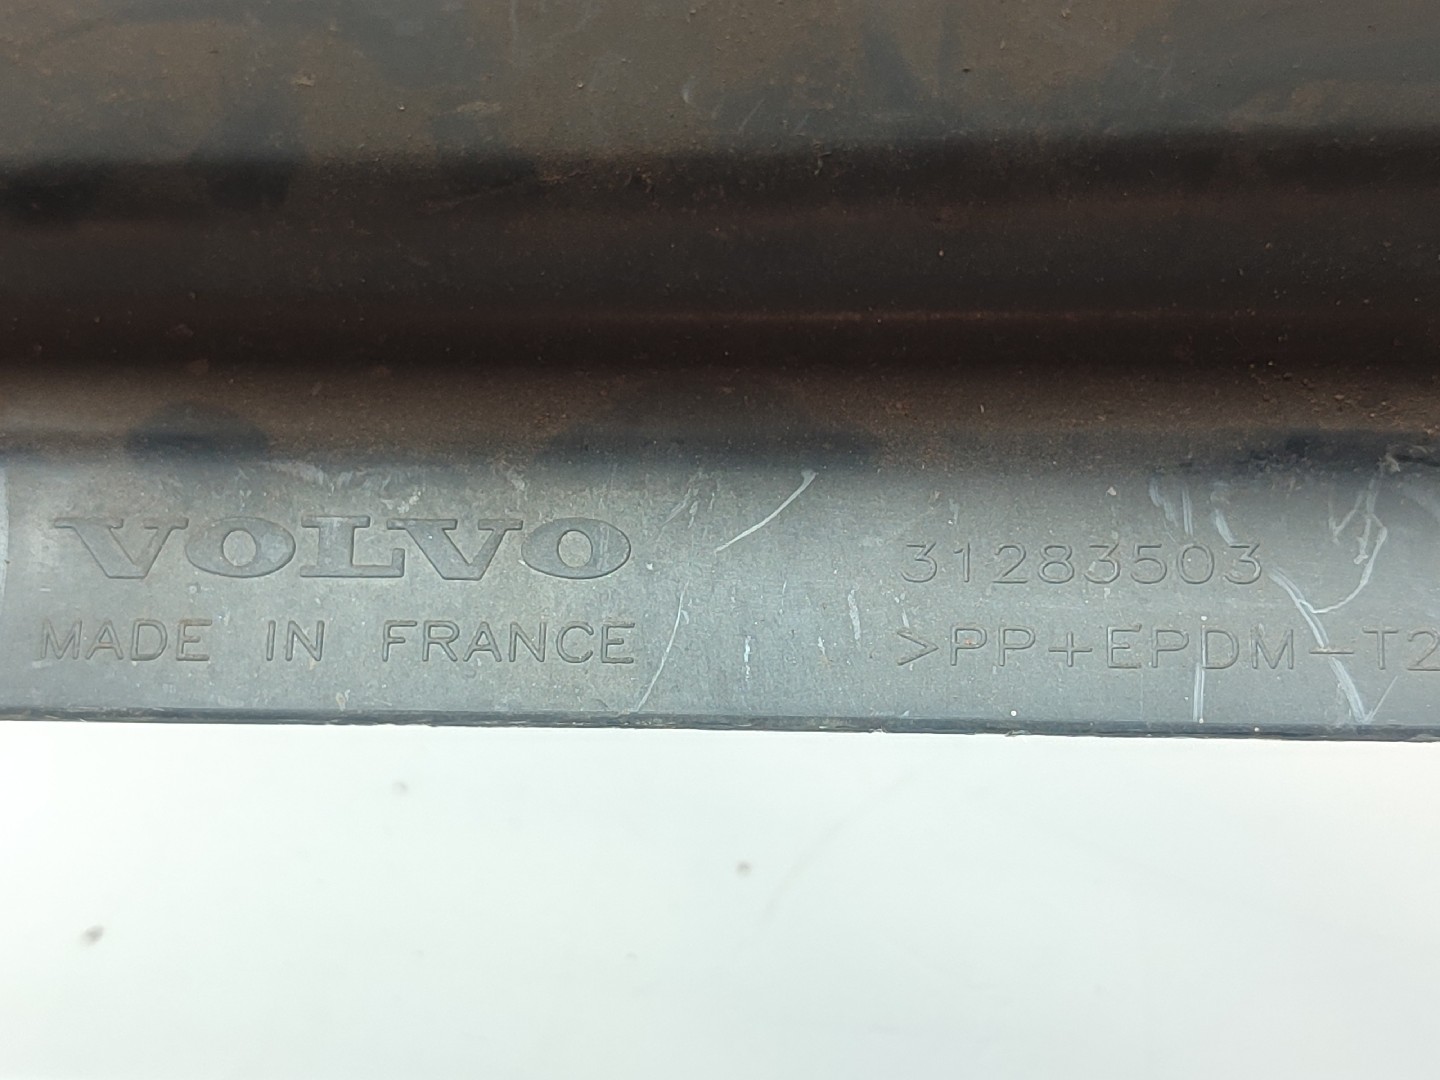 VOLVO
MADE IN FRANCE
31283503
>PP+EPDM-T2